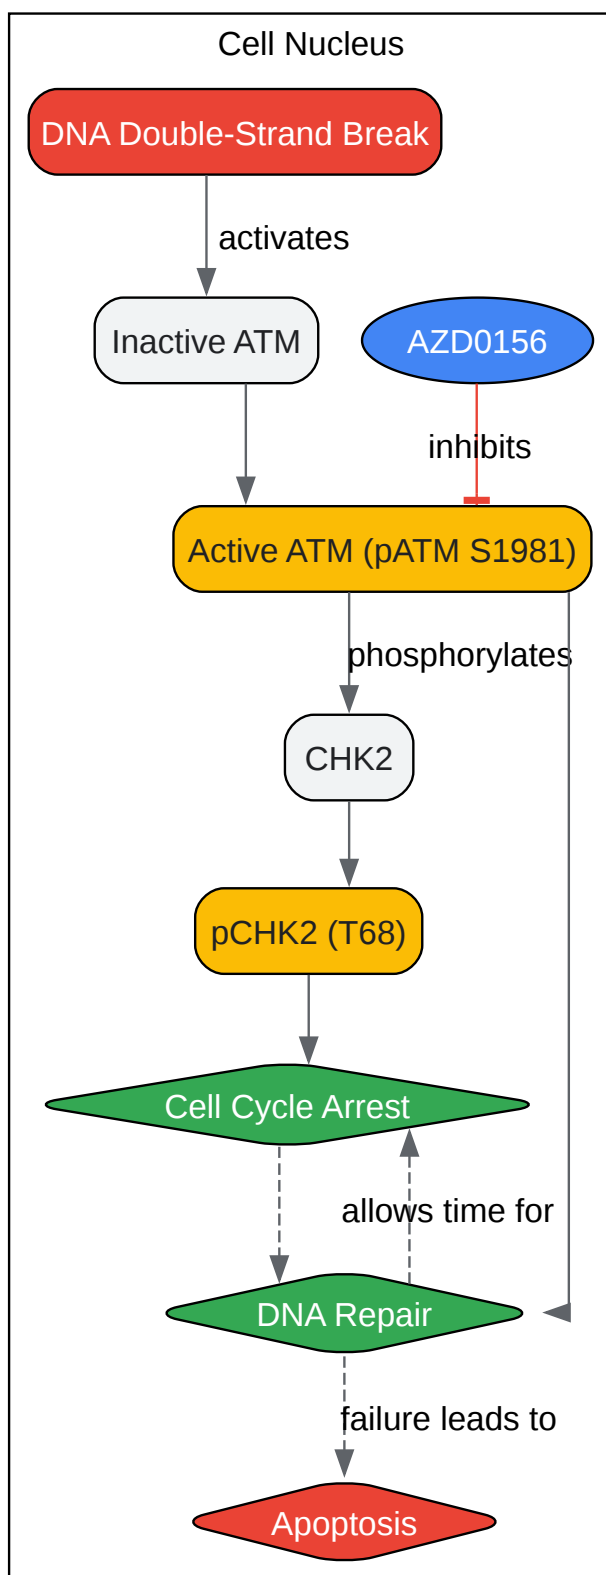 Cell Nucleus
DNA Double-Strand Break
activates
Inactive ATM
AZD0156
inhibits
Active ATM (pATM S1981)
phosphorylates
CHK2
pCHK2 (T68)
Cell Cycle Arrest
allows time for
DNA Repair
failure leads to
Apoptosis